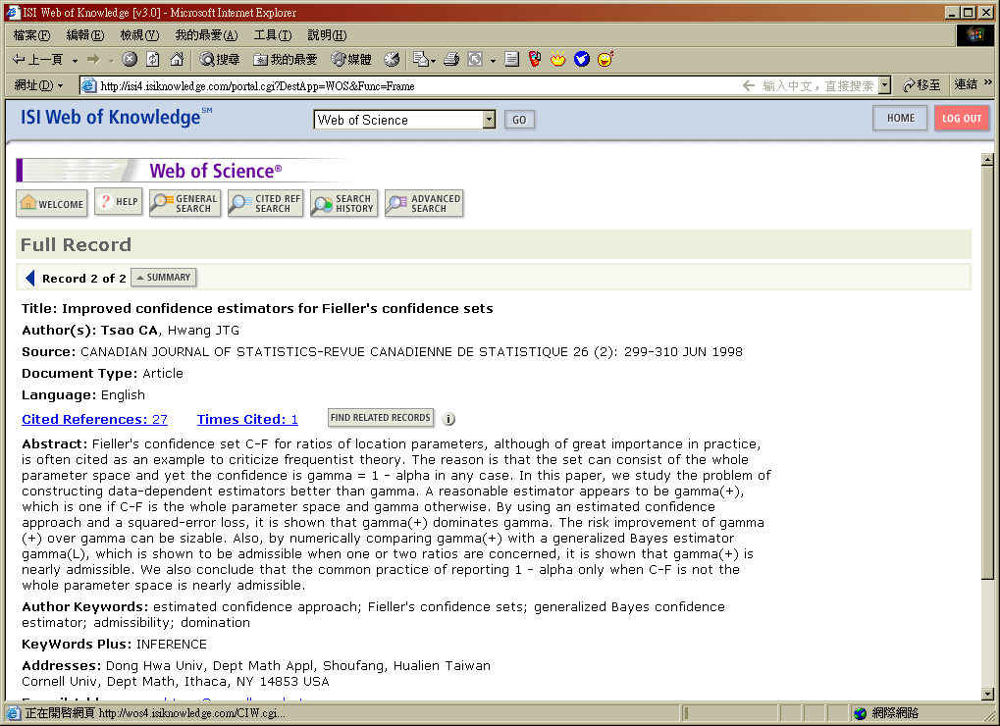 ISI Web of Knowledge [v3.0] - Microsoft Internet Explorer
檔案(F) 編輯(E) 檢視(V) 我的最愛(A) 工具(T) 說明(H)
上一頁 搜尋 我的最愛 媒體
網址(D) http://isi4.isiknowledge.com/portal.cgi?DestApp=WOS&Func=Frame 输入中文，直接搜索 移至 連結 »
ISI Web of Knowledge℠ Web of Science GO HOME LOG OUT
Web of Science®
WELCOME ? HELP GENERAL SEARCH CITED REF SEARCH SEARCH HISTORY ADVANCED SEARCH
Full Record
Record 2 of 2 SUMMARY
Title: Improved confidence estimators for Fieller's confidence sets
Author(s): Tsao CA, Hwang JTG
Source: CANADIAN JOURNAL OF STATISTICS-REVUE CANADIENNE DE STATISTIQUE 26 (2): 299-310 JUN 1998
Document Type: Article
Language: English
Cited References: 27 Times Cited: 1 FIND RELATED RECORDS i
Abstract: Fieller's confidence set C-F for ratios of location parameters, although of great importance in practice,
is often cited as an example to criticize frequentist theory. The reason is that the set can consist of the whole
parameter space and yet the confidence is gamma = 1 - alpha in any case. In this paper, we study the problem of
constructing data-dependent estimators better than gamma. A reasonable estimator appears to be gamma(+),
which is one if C-F is the whole parameter space and gamma otherwise. By using an estimated confidence
approach and a squared-error loss, it is shown that gamma(+) dominates gamma. The risk improvement of gamma
(+) over gamma can be sizable. Also, by numerically comparing gamma(+) with a generalized Bayes estimator
gamma(L), which is shown to be admissible when one or two ratios are concerned, it is shown that gamma(+) is
nearly admissible. We also conclude that the common practice of reporting 1 - alpha only when C-F is not the
whole parameter space is nearly admissible.
Author Keywords: estimated confidence approach; Fieller's confidence sets; generalized Bayes confidence
estimator; admissibility; domination
KeyWords Plus: INFERENCE
Addresses: Dong Hwa Univ, Dept Math Appl, Shoufang, Hualien Taiwan
Cornell Univ, Dept Math, Ithaca, NY 14853 USA
正在開啓網頁 http://wos4.isiknowledge.com/CIW.cgi... 網際網路